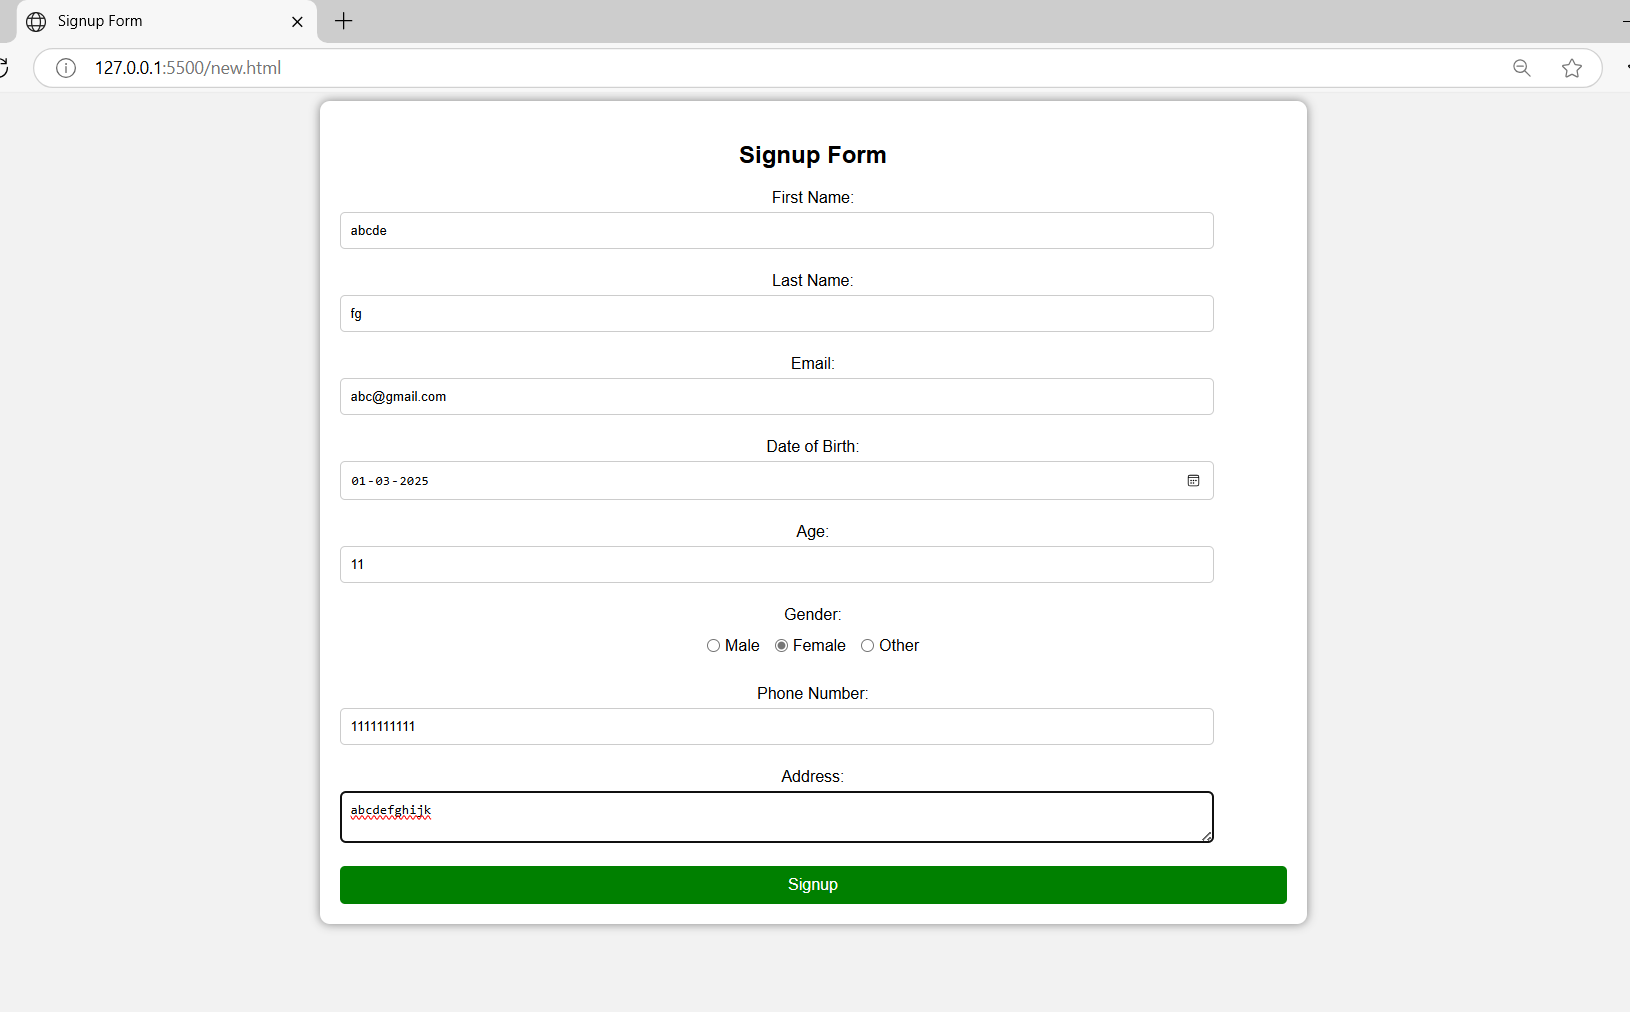 Signup Form
127.0.0.1:5500/new.html
Signup Form
First Name:
abcde
Last Name:
fg
Email:
abc@gmail.com
Date of Birth:
01-03-2025
Age:
11
Gender:
Male Female Other
Phone Number:
1111111111
Address:
abcdefghijk
Signup